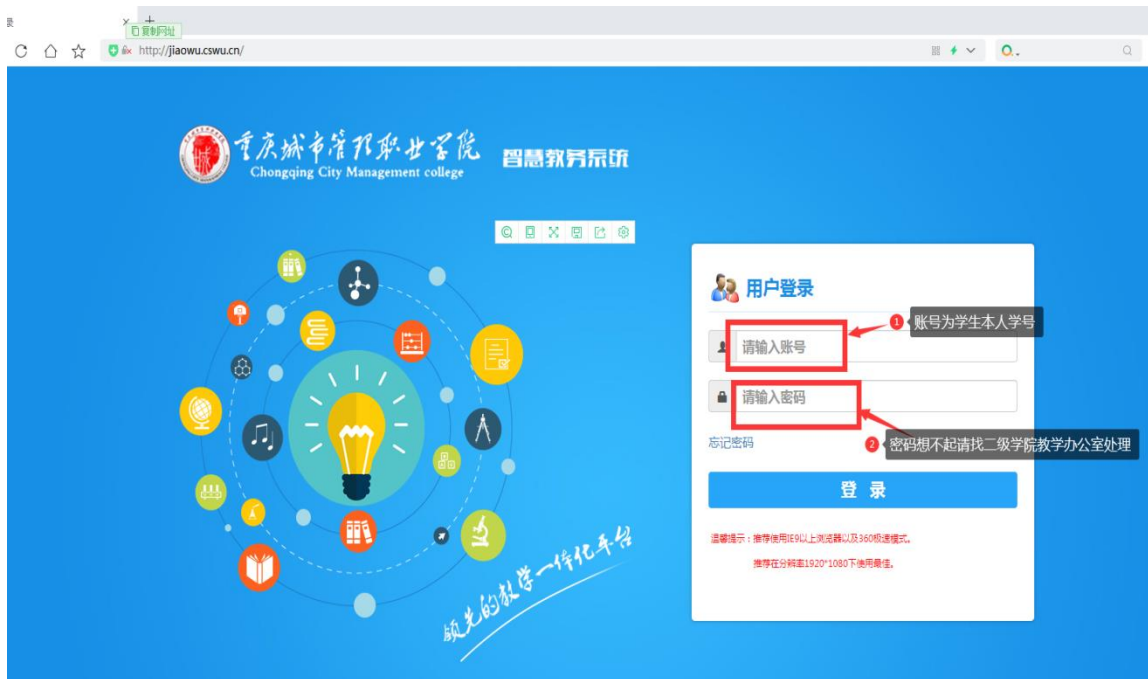 录
复制网址
http://jiaowu.cswu.cn/
重庆城市管理职业学院
Chongqing City Management college
智慧教务系统
用户登录
1 账号为学生本人学号
请输入账号
请输入密码
忘记密码
2 密码想不起请找二级学院教学办公室处理
登 录
温馨提示：推荐使用IE9以上浏览器以及360极速模式。
推荐在分辨率1920*1080下使用最佳。
领先的教学一体化平台